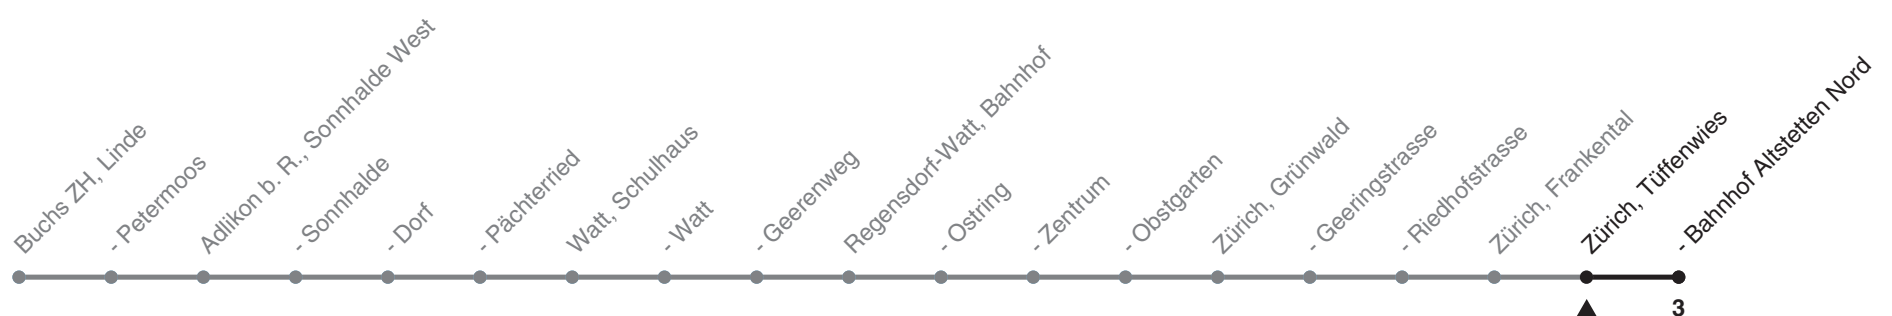 Buchs ZH, Linde
- Petermoos
Adlikon b. R., Sonnhalde West
- Sonnhalde
- Dorf
- Pächterried
Watt, Schulhaus
- Watt
- Geerenweg
Regensdorf-Watt, Bahnhof
- Ostring
- Zentrum
- Obstgarten
Zürich, Grünwald
- Geeringstrasse
- Riedhofstrasse
Zürich, Frankental
Zürich, Tüffenwies
- Bahnhof Altstetten Nord
3